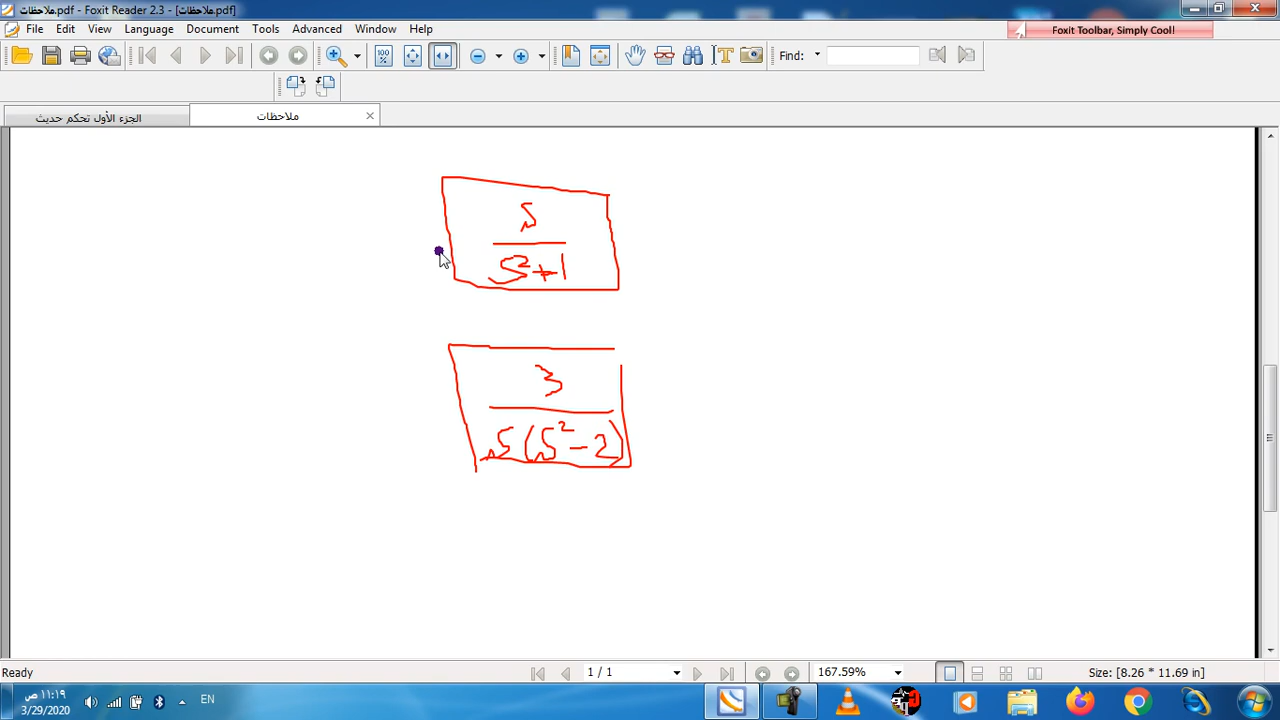 ملاحظات.pdf - Foxit Reader 2.3 - [ملاحظات.pdf]
File Edit View Language Document Tools Advanced Window Help
Foxit Toolbar, Simply Cool!
Find:
الجزء الأول تحكم حديث
ملاحظات
S
S²+1
3
S(S²-2)
Ready
1 / 1
167.59%
Size: [8.26 * 11.69 in]
١١:١٩ ص
3/29/2020
EN